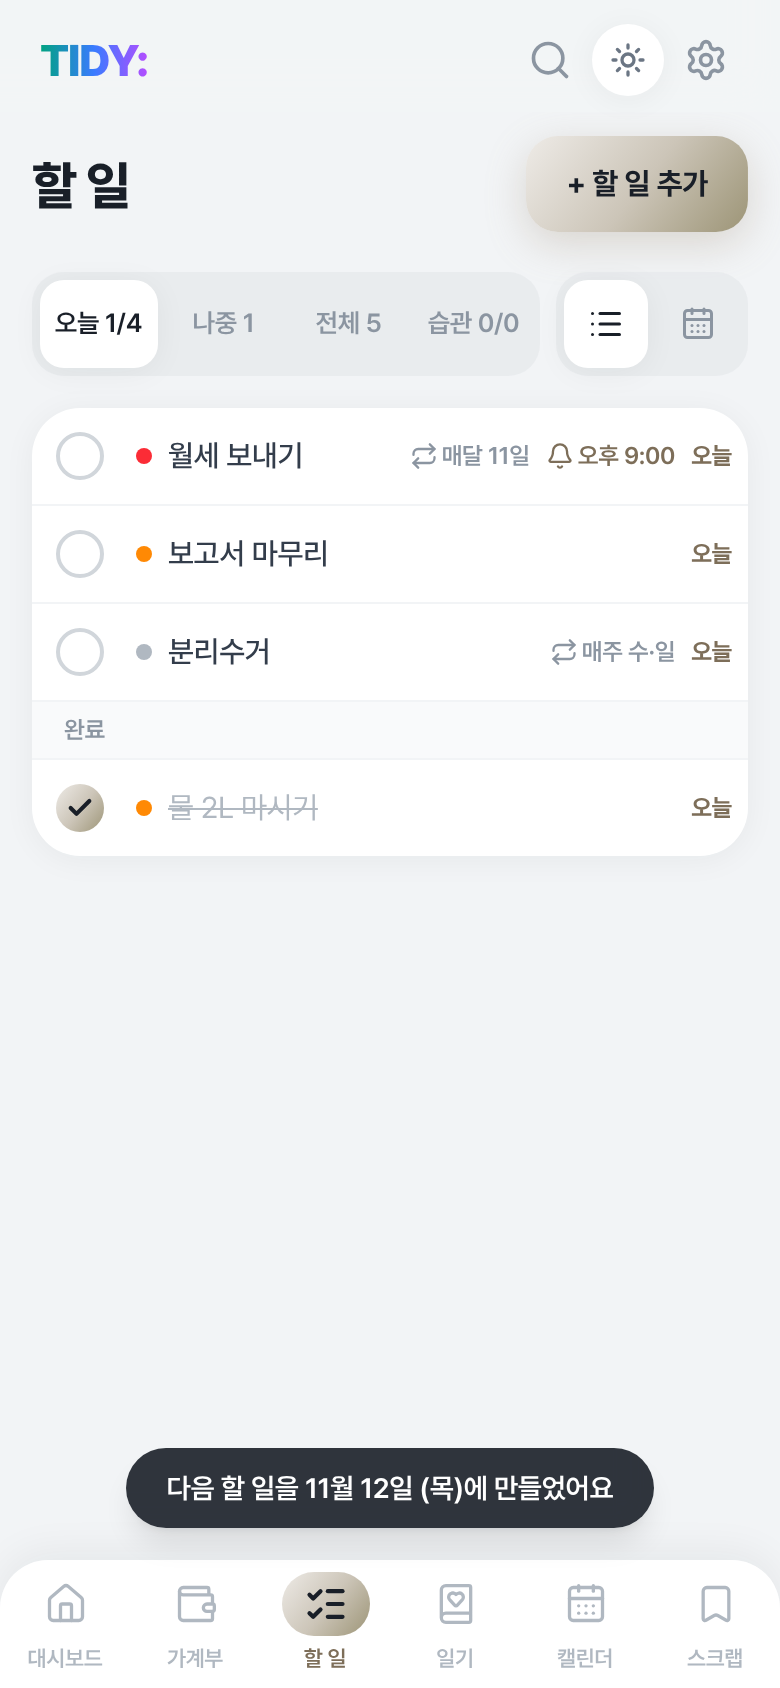 TIDY:
할 일
+ 할 일 추가
오늘 1/4 나중 1 전체 5 습관 0/0
월세 보내기 매달 11일 오후 9:00 오늘
보고서 마무리 오늘
분리수거 매주 수·일 오늘
완료
물 2L 마시기 오늘
다음 할 일을 11월 12일 (목)에 만들었어요
대시보드 가계부 할 일 일기 캘린더 스크랩